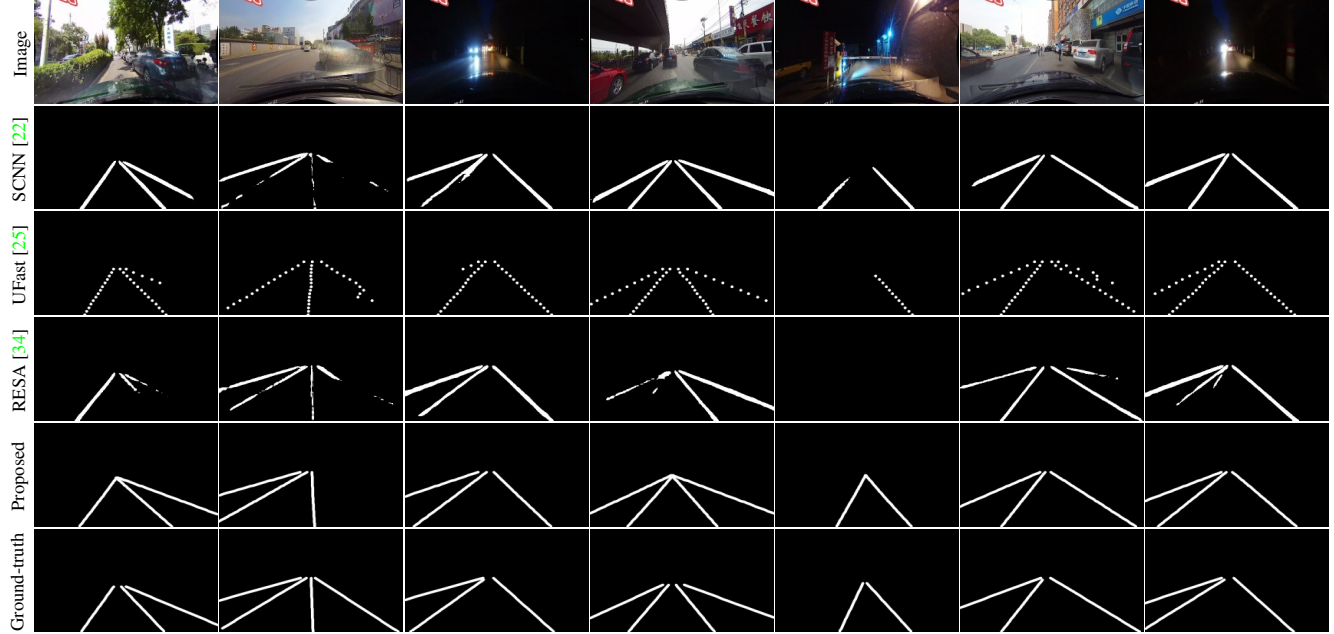 Image
SCNN [22]
UFast [25]
RESA [34]
Proposed
Ground-truth